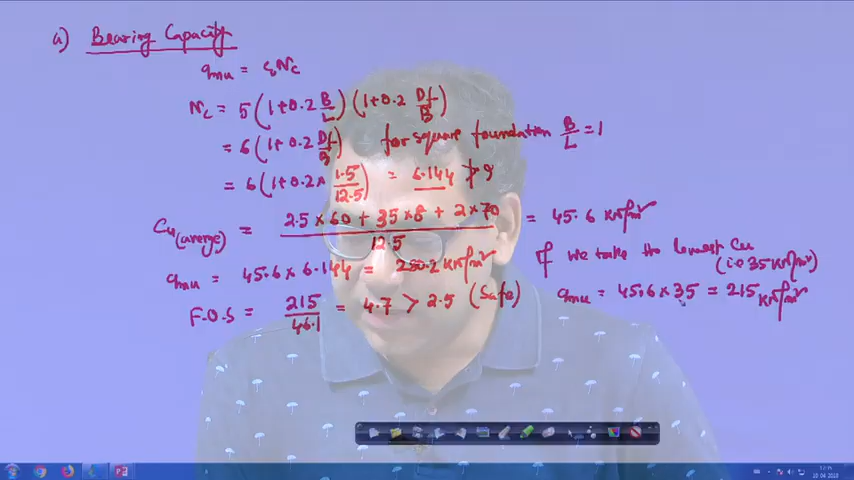 a) Bearing Capacity
qnu = cNc
Nc = 5(1+0.2 B/L)(1+0.2 Df/B)
= 6(1+0.2 Df/B) for square foundation B/L = 1
= 6(1+0.2× 1.5/12.5) = 6.144 ≯ 9
Cu(averge) = 2.5×60 + 35×8 + 2×70 / 12.5 = 45.6 kN/m²
qnu = 45.6×6.144 = 280.2 kN/m²
If we take the lowest Cu
(i.e 35 kN/m²)
qnu = 45.6×35 = 215 kN/m²
F.O.S = 215/46.1 = 4.7 > 2.5 (Safe)